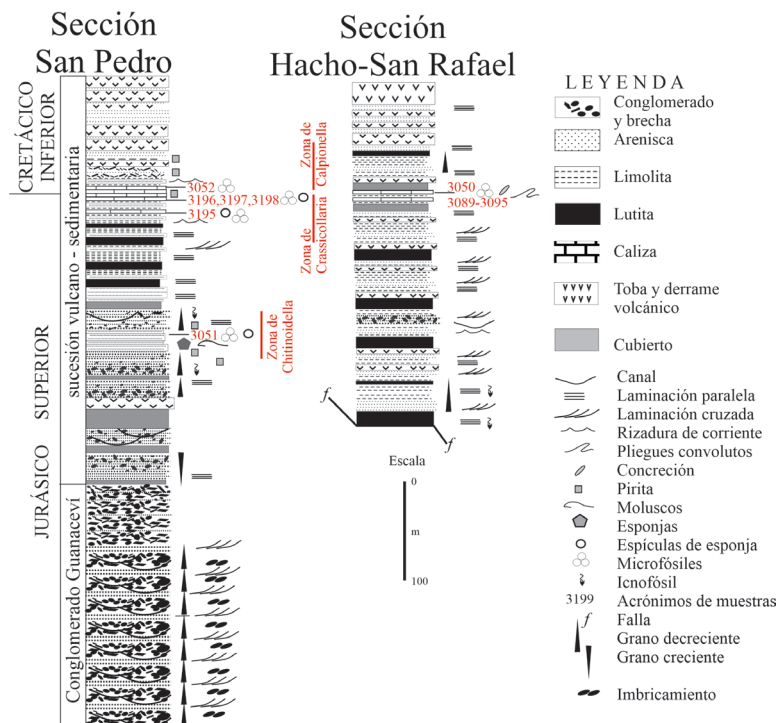 Sección
San Pedro
Sección
Hacho-San Rafael
CRETÁCICO
INFERIOR
JURÁSICO
SUPERIOR
sucesión vulcano - sedimentaria
Conglomerado Guanaceví
3052
3196,3197,3198
3195
3051
Zona de
Calpionella
Zona de
Crassicollaria
Zona de
Chitinoidella
3050
3089-3095
f
f
Escala
0
m
100
LEYENDA
Conglomerado
y brecha
Arenisca
Limolita
Lutita
Caliza
Toba y derrame
volcánico
Cubierto
Canal
Laminación paralela
Laminación cruzada
Rizadura de corriente
Pliegues convolutos
Concreción
Pirita
Moluscos
Esponjas
Espículas de esponja
Microfósiles
Icnofósil
3199 Acrónimos de muestras
f Falla
Grano decreciente
Grano creciente
Imbricamiento